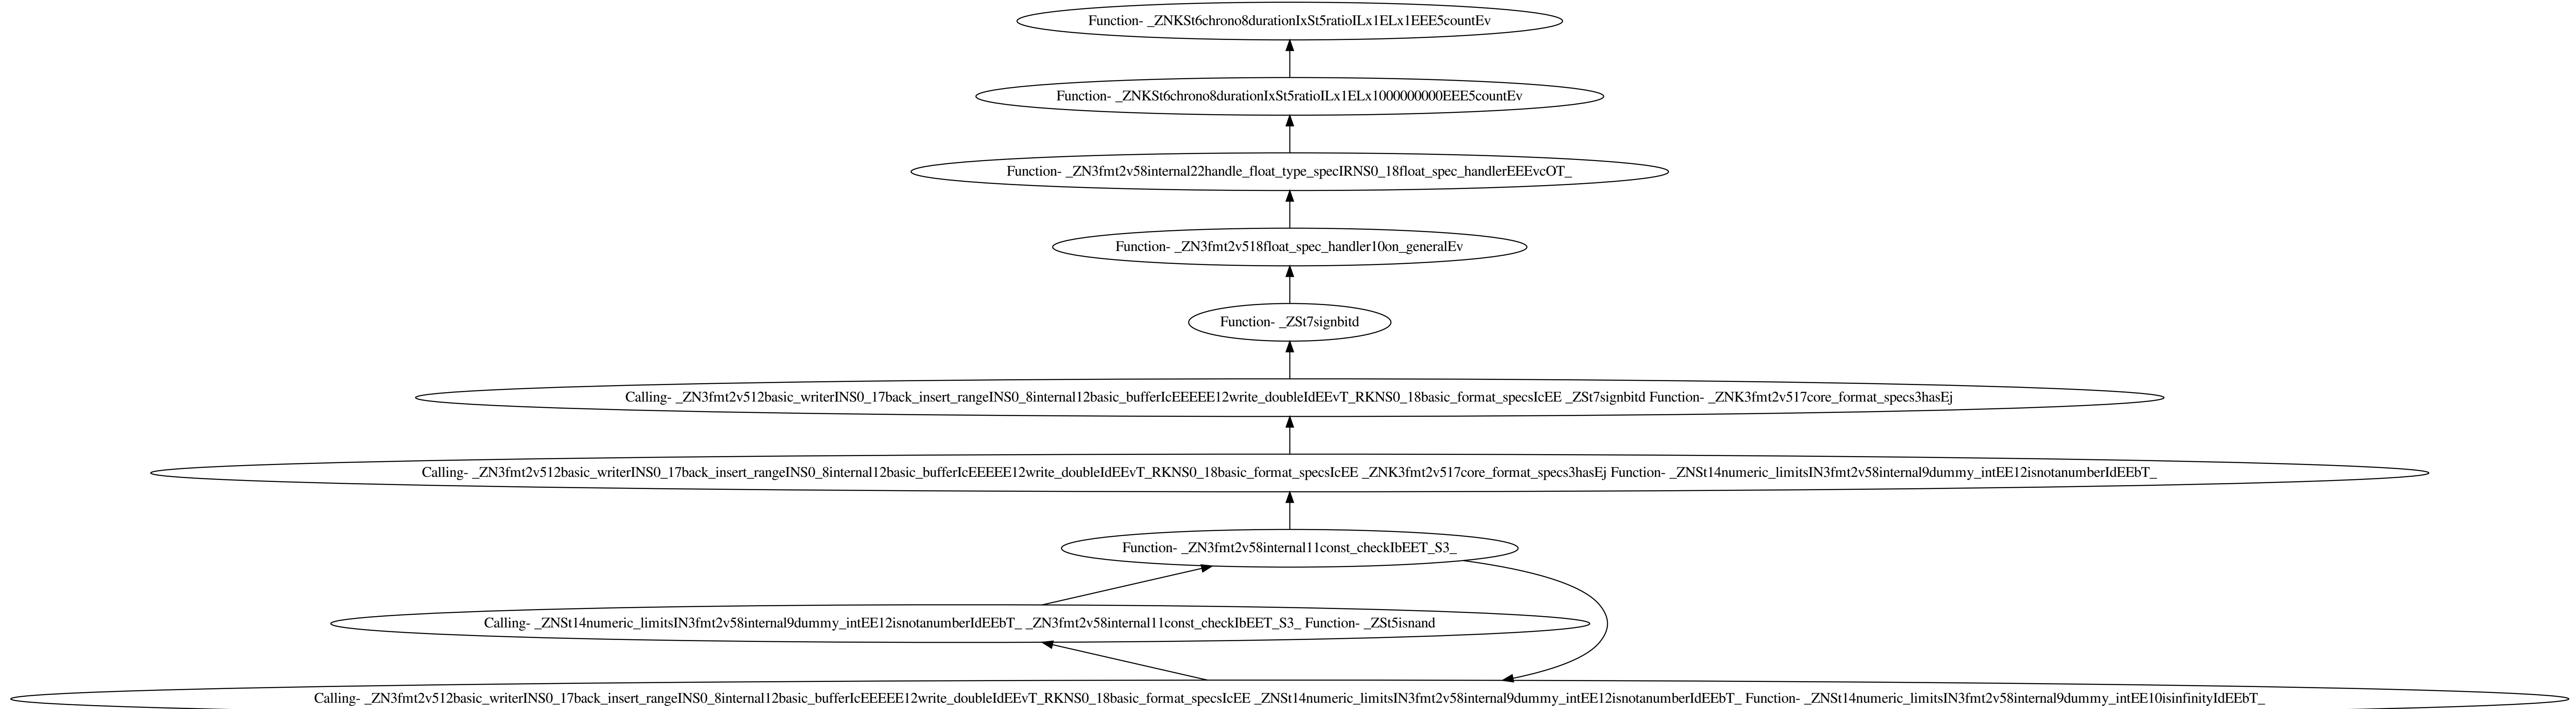 Function- _ZNKSt6chrono8durationIxSt5ratioILx1ELx1EEE5countEv
Function- _ZNKSt6chrono8durationIxSt5ratioILx1ELx1000000000EEE5countEv
Function- _ZN3fmt2v58internal22handle_float_type_specIRNS0_18float_spec_handlerEEEvcOT_
Function- _ZN3fmt2v518float_spec_handler10on_generalEv
Function- _ZSt7signbitd
Calling- _ZN3fmt2v512basic_writerINS0_17back_insert_rangeINS0_8internal12basic_bufferIcEEEEE12write_doubleIdEEvT_RKNS0_18basic_format_specsIcEE _ZSt7signbitd Function- _ZNK3fmt2v517core_format_specs3hasEj
Calling- _ZN3fmt2v512basic_writerINS0_17back_insert_rangeINS0_8internal12basic_bufferIcEEEEE12write_doubleIdEEvT_RKNS0_18basic_format_specsIcEE _ZNK3fmt2v517core_format_specs3hasEj Function- _ZNSt14numeric_limitsIN3fmt2v58internal9dummy_intEE12isnotanumberIdEEbT_
Function- _ZN3fmt2v58internal11const_checkIbEET_S3_
Calling- _ZNSt14numeric_limitsIN3fmt2v58internal9dummy_intEE12isnotanumberIdEEbT_ _ZN3fmt2v58internal11const_checkIbEET_S3_ Function- _ZSt5isnand
Calling- _ZN3fmt2v512basic_writerINS0_17back_insert_rangeINS0_8internal12basic_bufferIcEEEEE12write_doubleIdEEvT_RKNS0_18basic_format_specsIcEE _ZNSt14numeric_limitsIN3fmt2v58internal9dummy_intEE12isnotanumberIdEEbT_ Function- _ZNSt14numeric_limitsIN3fmt2v58internal9dummy_intEE10isinfinityIdEEbT_